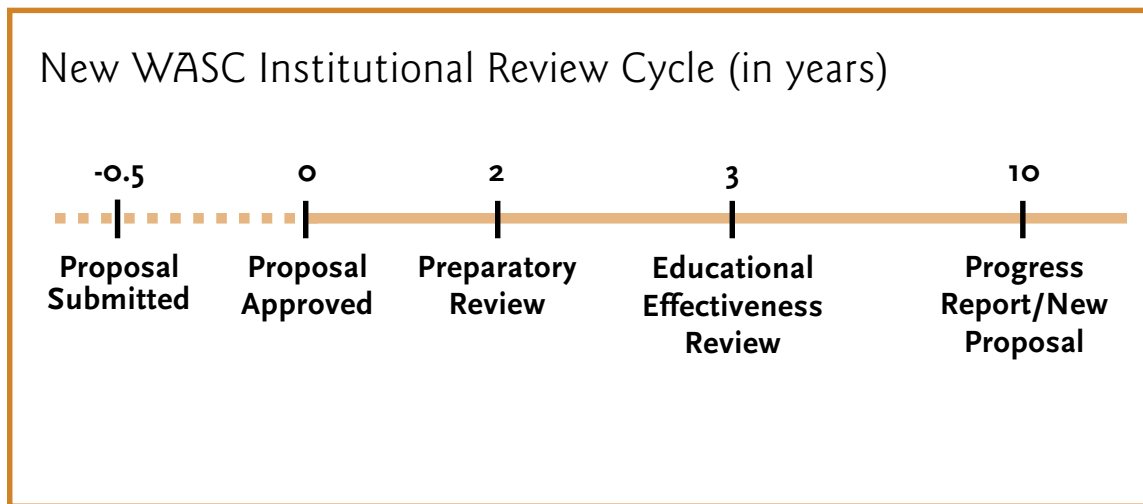 New WASC Institutional Review Cycle (in years)
-0.5 0 2 3 10
Proposal Submitted
Proposal Approved
Preparatory Review
Educational Effectiveness Review
Progress Report/New Proposal